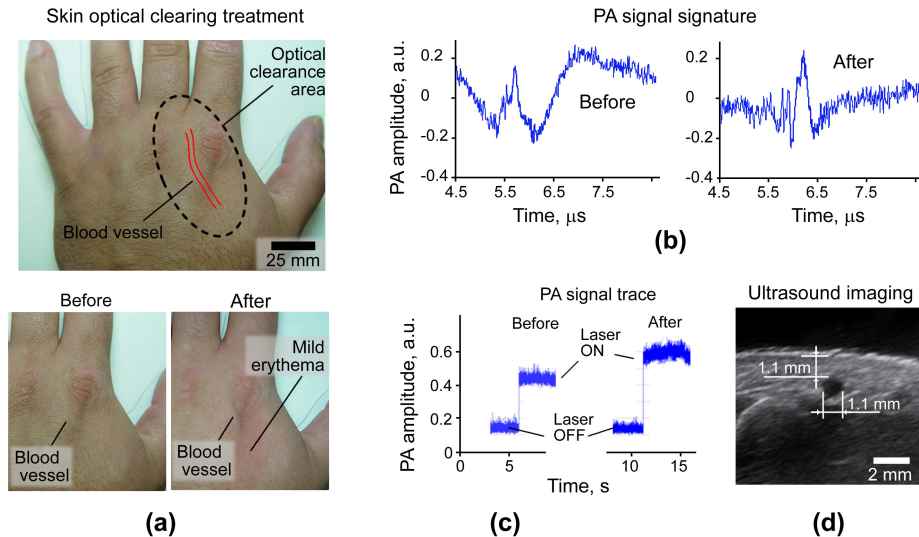 Skin optical clearing treatment
Optical
clearance
area
Blood vessel
25 mm
Before
After
Mild
erythema
Blood
vessel
Blood
vessel
(a)
PA signal signature
PA amplitude, a.u.
0.2
0
-0.2
-0.4
4.5
5.5
6.5
7.5
Before
Time, μs
0.2
0
-0.2
-0.4
4.5
5.5
6.5
7.5
After
Time, μs
(b)
PA signal trace
PA amplitude, a.u.
0.6
0.4
0.2
0
0
5
10
15
Before
Laser
ON
After
Laser
OFF
Time, s
(c)
Ultrasound imaging
1.1 mm
1.1 mm
2 mm
(d)